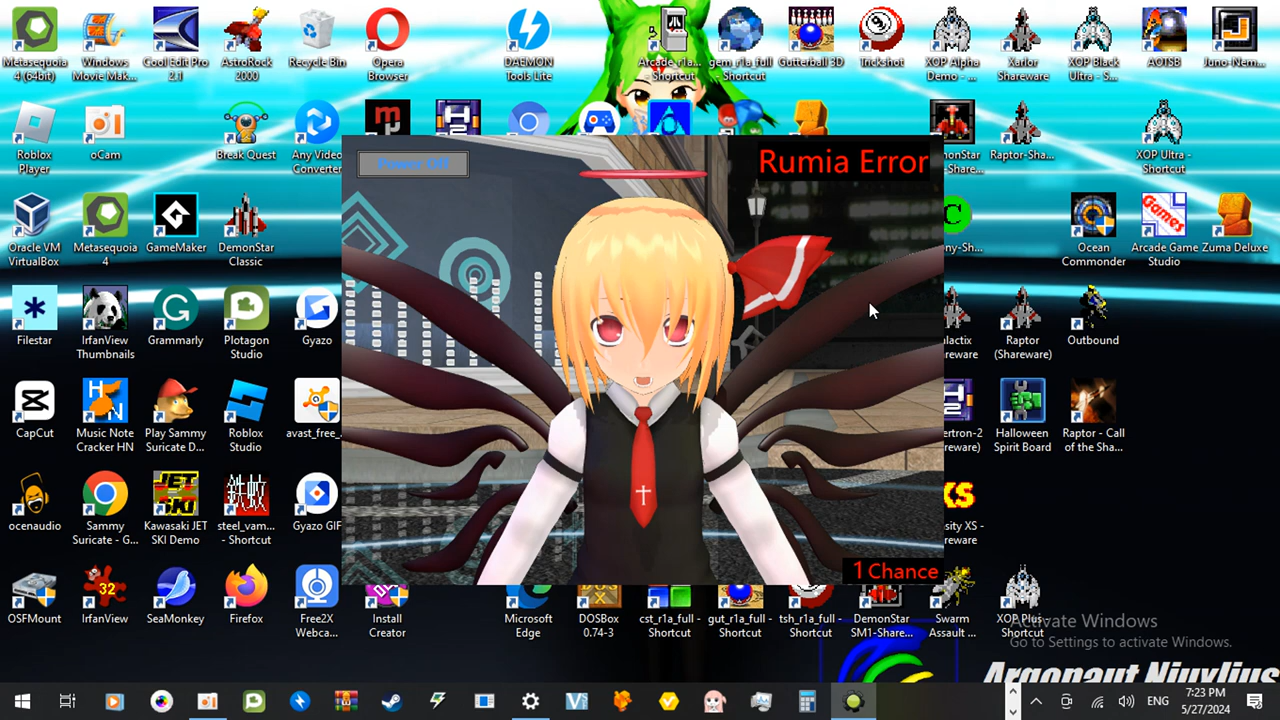 Metasequoia
4 (64bit)
Windows
Movie Mak...
Cool Edit Pro
2.1
AstroRock
2000
Recycle Bin
Opera
Browser
DAEMON
Tools Lite
Arcade_r1a...
- Shortcut
gem_r1a_full
- Shortcut
Gutterball 3D
Trickshot
XOP Alpha
Demo - ...
Xarlor
Shareware
XOP Black
Ultra - S...
AOTSB
Juno-Nem...
Roblox
Player
oCam
Break Quest
Any Video
Converter
Raptor-Sha...
XOP Ultra -
Shortcut
Power Off
Rumia Error
Oracle VM
VirtualBox
Metasequoia
4
GameMaker
DemonStar
Classic
Ocean
Commander
Games
Arcade Game
Studio
Zuma Deluxe
Filestar
IrfanView
Thumbnails
Grammarly
Plotagon
Studio
Gyazo
Raptor
(Shareware)
Outbound
CapCut
Music Note
Cracker HN
Play Sammy
Suricate D...
Roblox
Studio
avast_free_...
Halloween
Spirit Board
Raptor - Call
of the Sha...
ocenaudio
Sammy
Suricate - G...
JET
SKI
Kawasaki JET
SKI Demo
steel_vam...
- Shortcut
Gyazo GIF
1 Chance
OSFMount
32
IrfanView
SeaMonkey
Firefox
Free2X
Webca...
Install
Creator
Microsoft
Edge
DOSBox
0.74-3
cst_r1a_full -
Shortcut
gut_r1a_full -
Shortcut
tsh_r1a_full -
Shortcut
DemonStar
SM1-Share...
Swarm
Assault ...
XOP Plus -
Shortcut
Activate Windows
Go to Settings to activate Windows.
Argonaut Niuylius
ENG
7:23 PM
5/27/2024